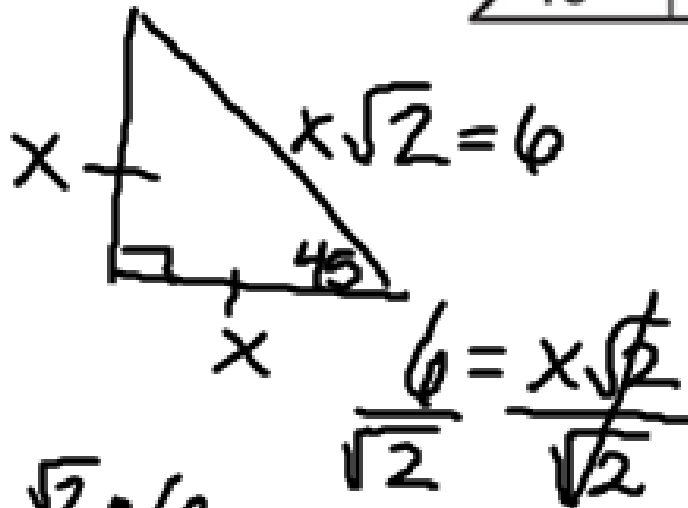 x√2 = 6
x
45
x
6 = x√2
√2 √2